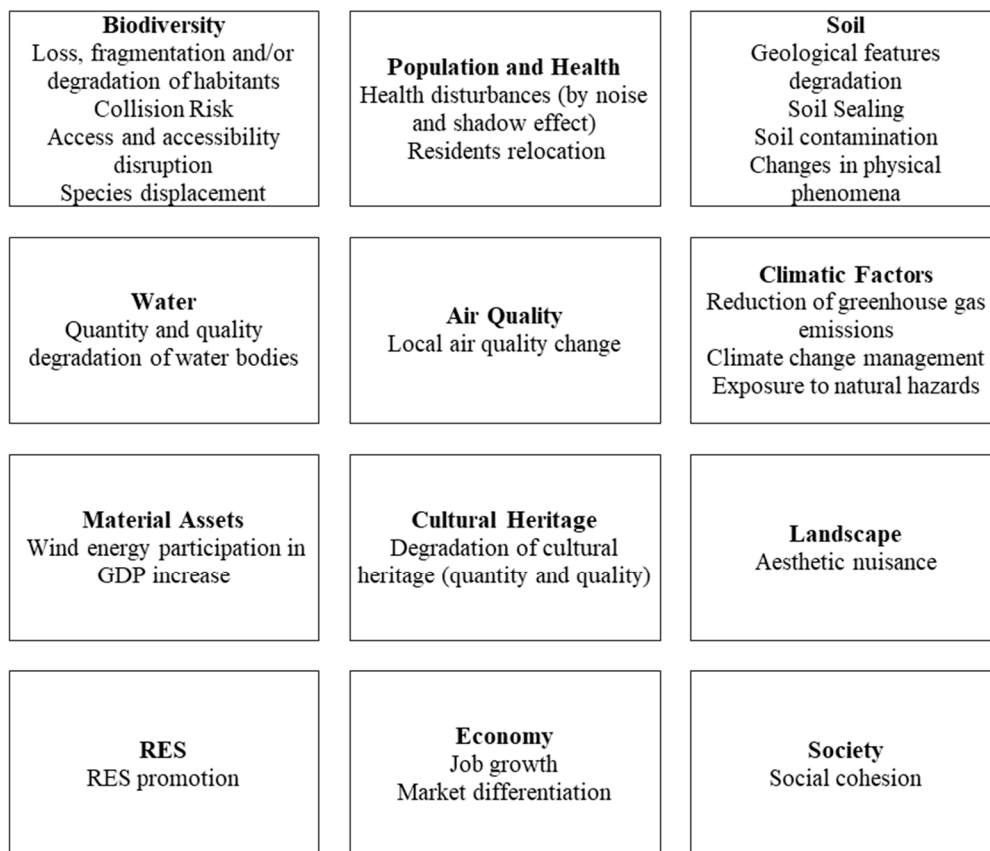 Biodiversity
Loss, fragmentation and/or
degradation of habitants
Collision Risk
Access and accessibility
disruption
Species displacement
Population and Health
Health disturbances (by noise
and shadow effect)
Residents relocation
Soil
Geological features
degradation
Soil Sealing
Soil contamination
Changes in physical
phenomena
Water
Quantity and quality
degradation of water bodies
Air Quality
Local air quality change
Climatic Factors
Reduction of greenhouse gas
emissions
Climate change management
Exposure to natural hazards
Material Assets
Wind energy participation in
GDP increase
Cultural Heritage
Degradation of cultural
heritage (quantity and quality)
Landscape
Aesthetic nuisance
RES
RES promotion
Economy
Job growth
Market differentiation
Society
Social cohesion